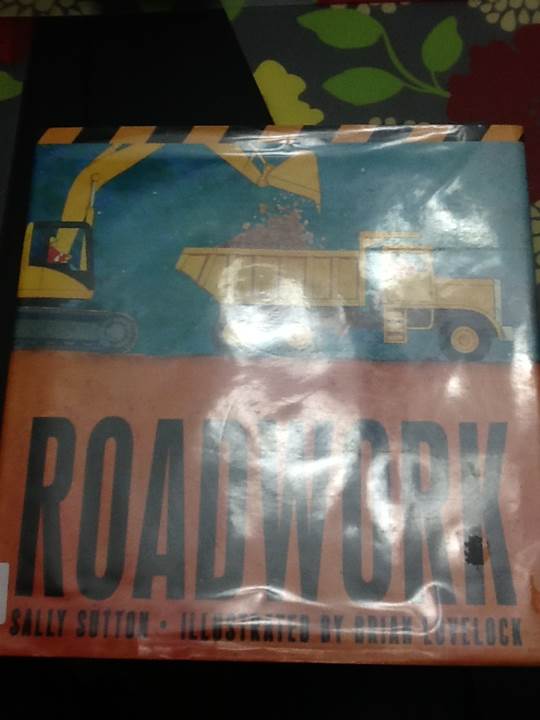 ROADWORK
SALLY SUTTON • ILLUSTRATED BY BRIAN LOVELOCK